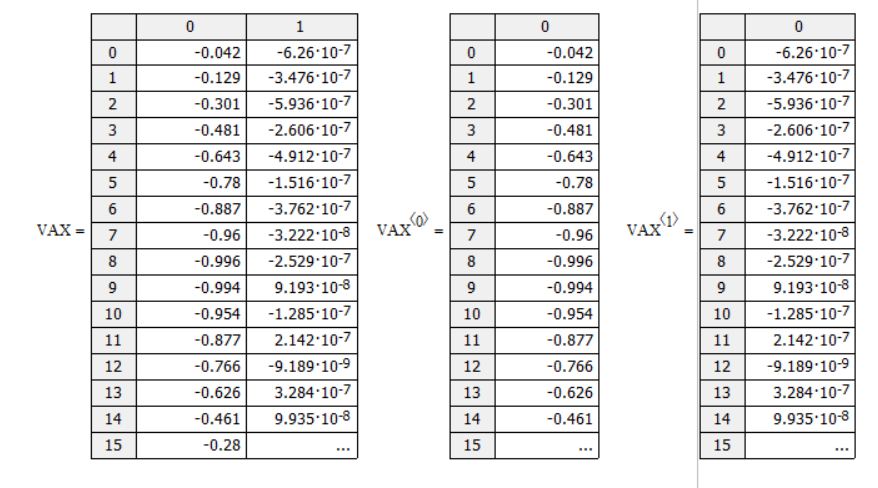 0 1 0 0
0 -0.042 -6.26·10-7 0 -0.042 0 -6.26·10-7
1 -0.129 -3.476·10-7 1 -0.129 1 -3.476·10-7
2 -0.301 -5.936·10-7 2 -0.301 2 -5.936·10-7
3 -0.481 -2.606·10-7 3 -0.481 3 -2.606·10-7
4 -0.643 -4.912·10-7 4 -0.643 4 -4.912·10-7
5 -0.78 -1.516·10-7 5 -0.78 5 -1.516·10-7
6 -0.887 -3.762·10-7 6 -0.887 6 -3.762·10-7
VAX = 7 -0.96 -3.222·10-8 VAX⟨0⟩ = 7 -0.96 VAX⟨1⟩ = 7 -3.222·10-8
8 -0.996 -2.529·10-7 8 -0.996 8 -2.529·10-7
9 -0.994 9.193·10-8 9 -0.994 9 9.193·10-8
10 -0.954 -1.285·10-7 10 -0.954 10 -1.285·10-7
11 -0.877 2.142·10-7 11 -0.877 11 2.142·10-7
12 -0.766 -9.189·10-9 12 -0.766 12 -9.189·10-9
13 -0.626 3.284·10-7 13 -0.626 13 3.284·10-7
14 -0.461 9.935·10-8 14 -0.461 14 9.935·10-8
15 -0.28 ... 15 ... 15 ...